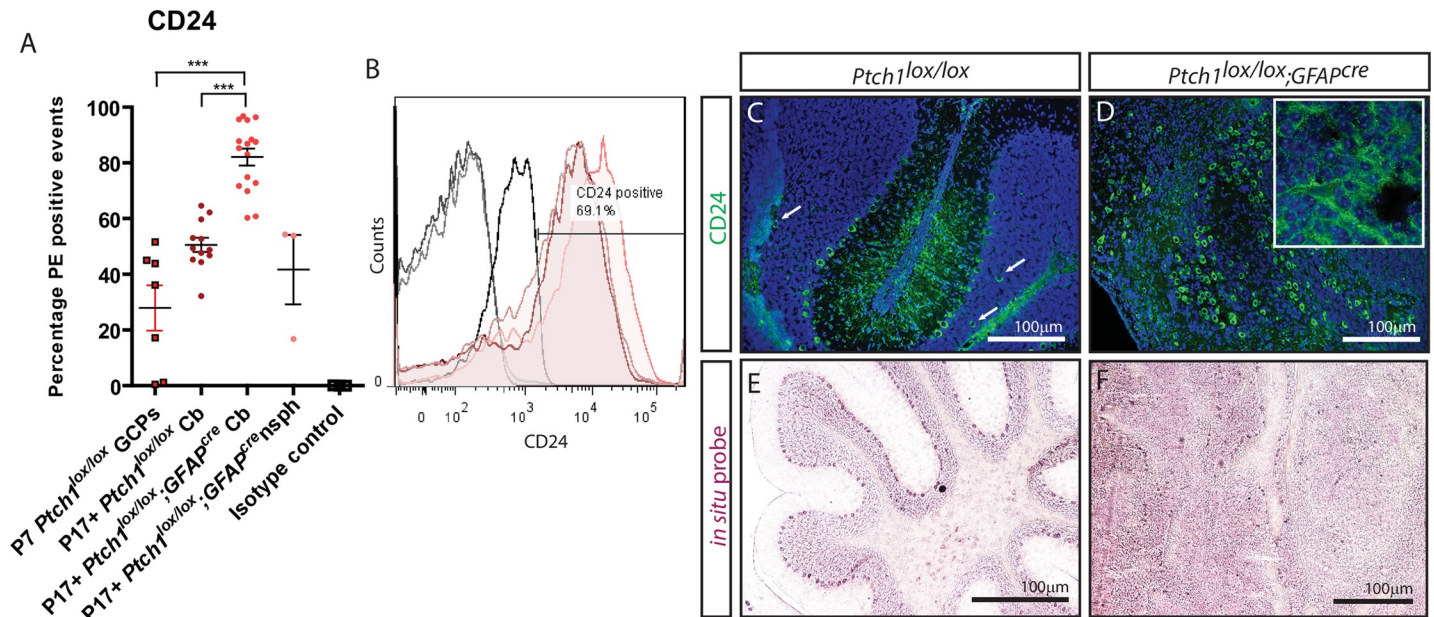 CD24
A
Percentage PE positive events
100
80
60
40
20
0
***
***
P7 Ptch1lox/lox GCPs
P17+ Ptch1lox/lox Cb
P17+ Ptch1lox/lox;GFAPcre Cb
P17+ Ptch1lox/lox;GFAPcre nsph
Isotype control
B
Counts
0
CD24 positive
69.1%
0 10² 10³ 10⁴ 10⁵
CD24
Ptch1lox/lox
Ptch1lox/lox;GFAPcre
CD24
C
100μm
D
100μm
in situ probe
E
100μm
F
100μm